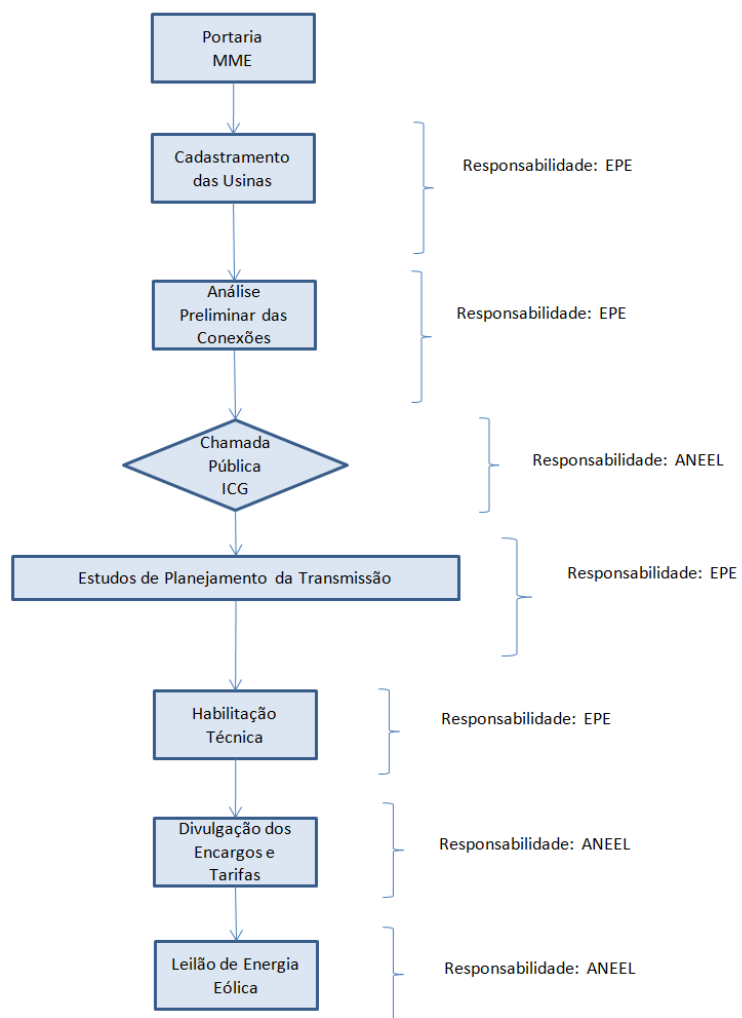 Portaria
MME
Cadastramento
das Usinas
Responsabilidade: EPE
Análise
Preliminar das
Conexões
Responsabilidade: EPE
Chamada
Pública
ICG
Responsabilidade: ANEEL
Estudos de Planejamento da Transmissão
Responsabilidade: EPE
Habilitação
Técnica
Responsabilidade: EPE
Divulgação dos
Encargos e
Tarifas
Responsabilidade: ANEEL
Leilão de Energia
Eólica
Responsabilidade: ANEEL